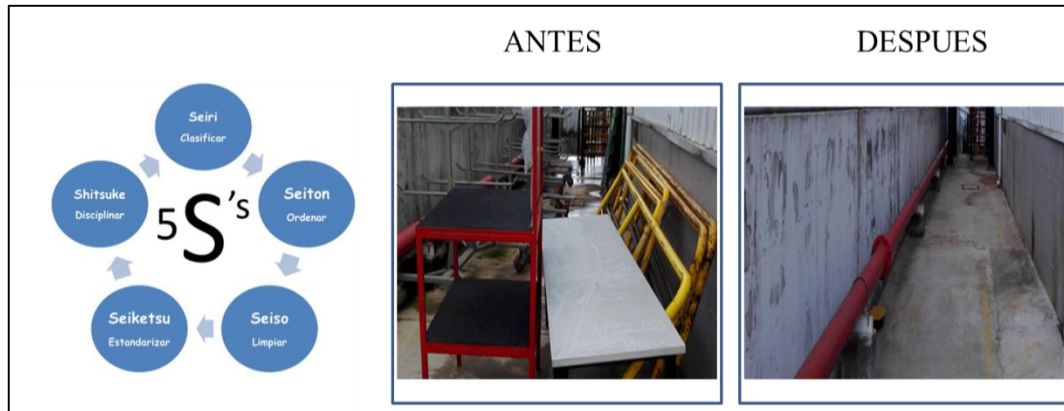 ANTES
DESPUES
Seiri
Clasificar
Seiton
Ordenar
Seiso
Limpiar
Seiketsu
Estandarizar
Shitsuke
Disciplinar
5S's